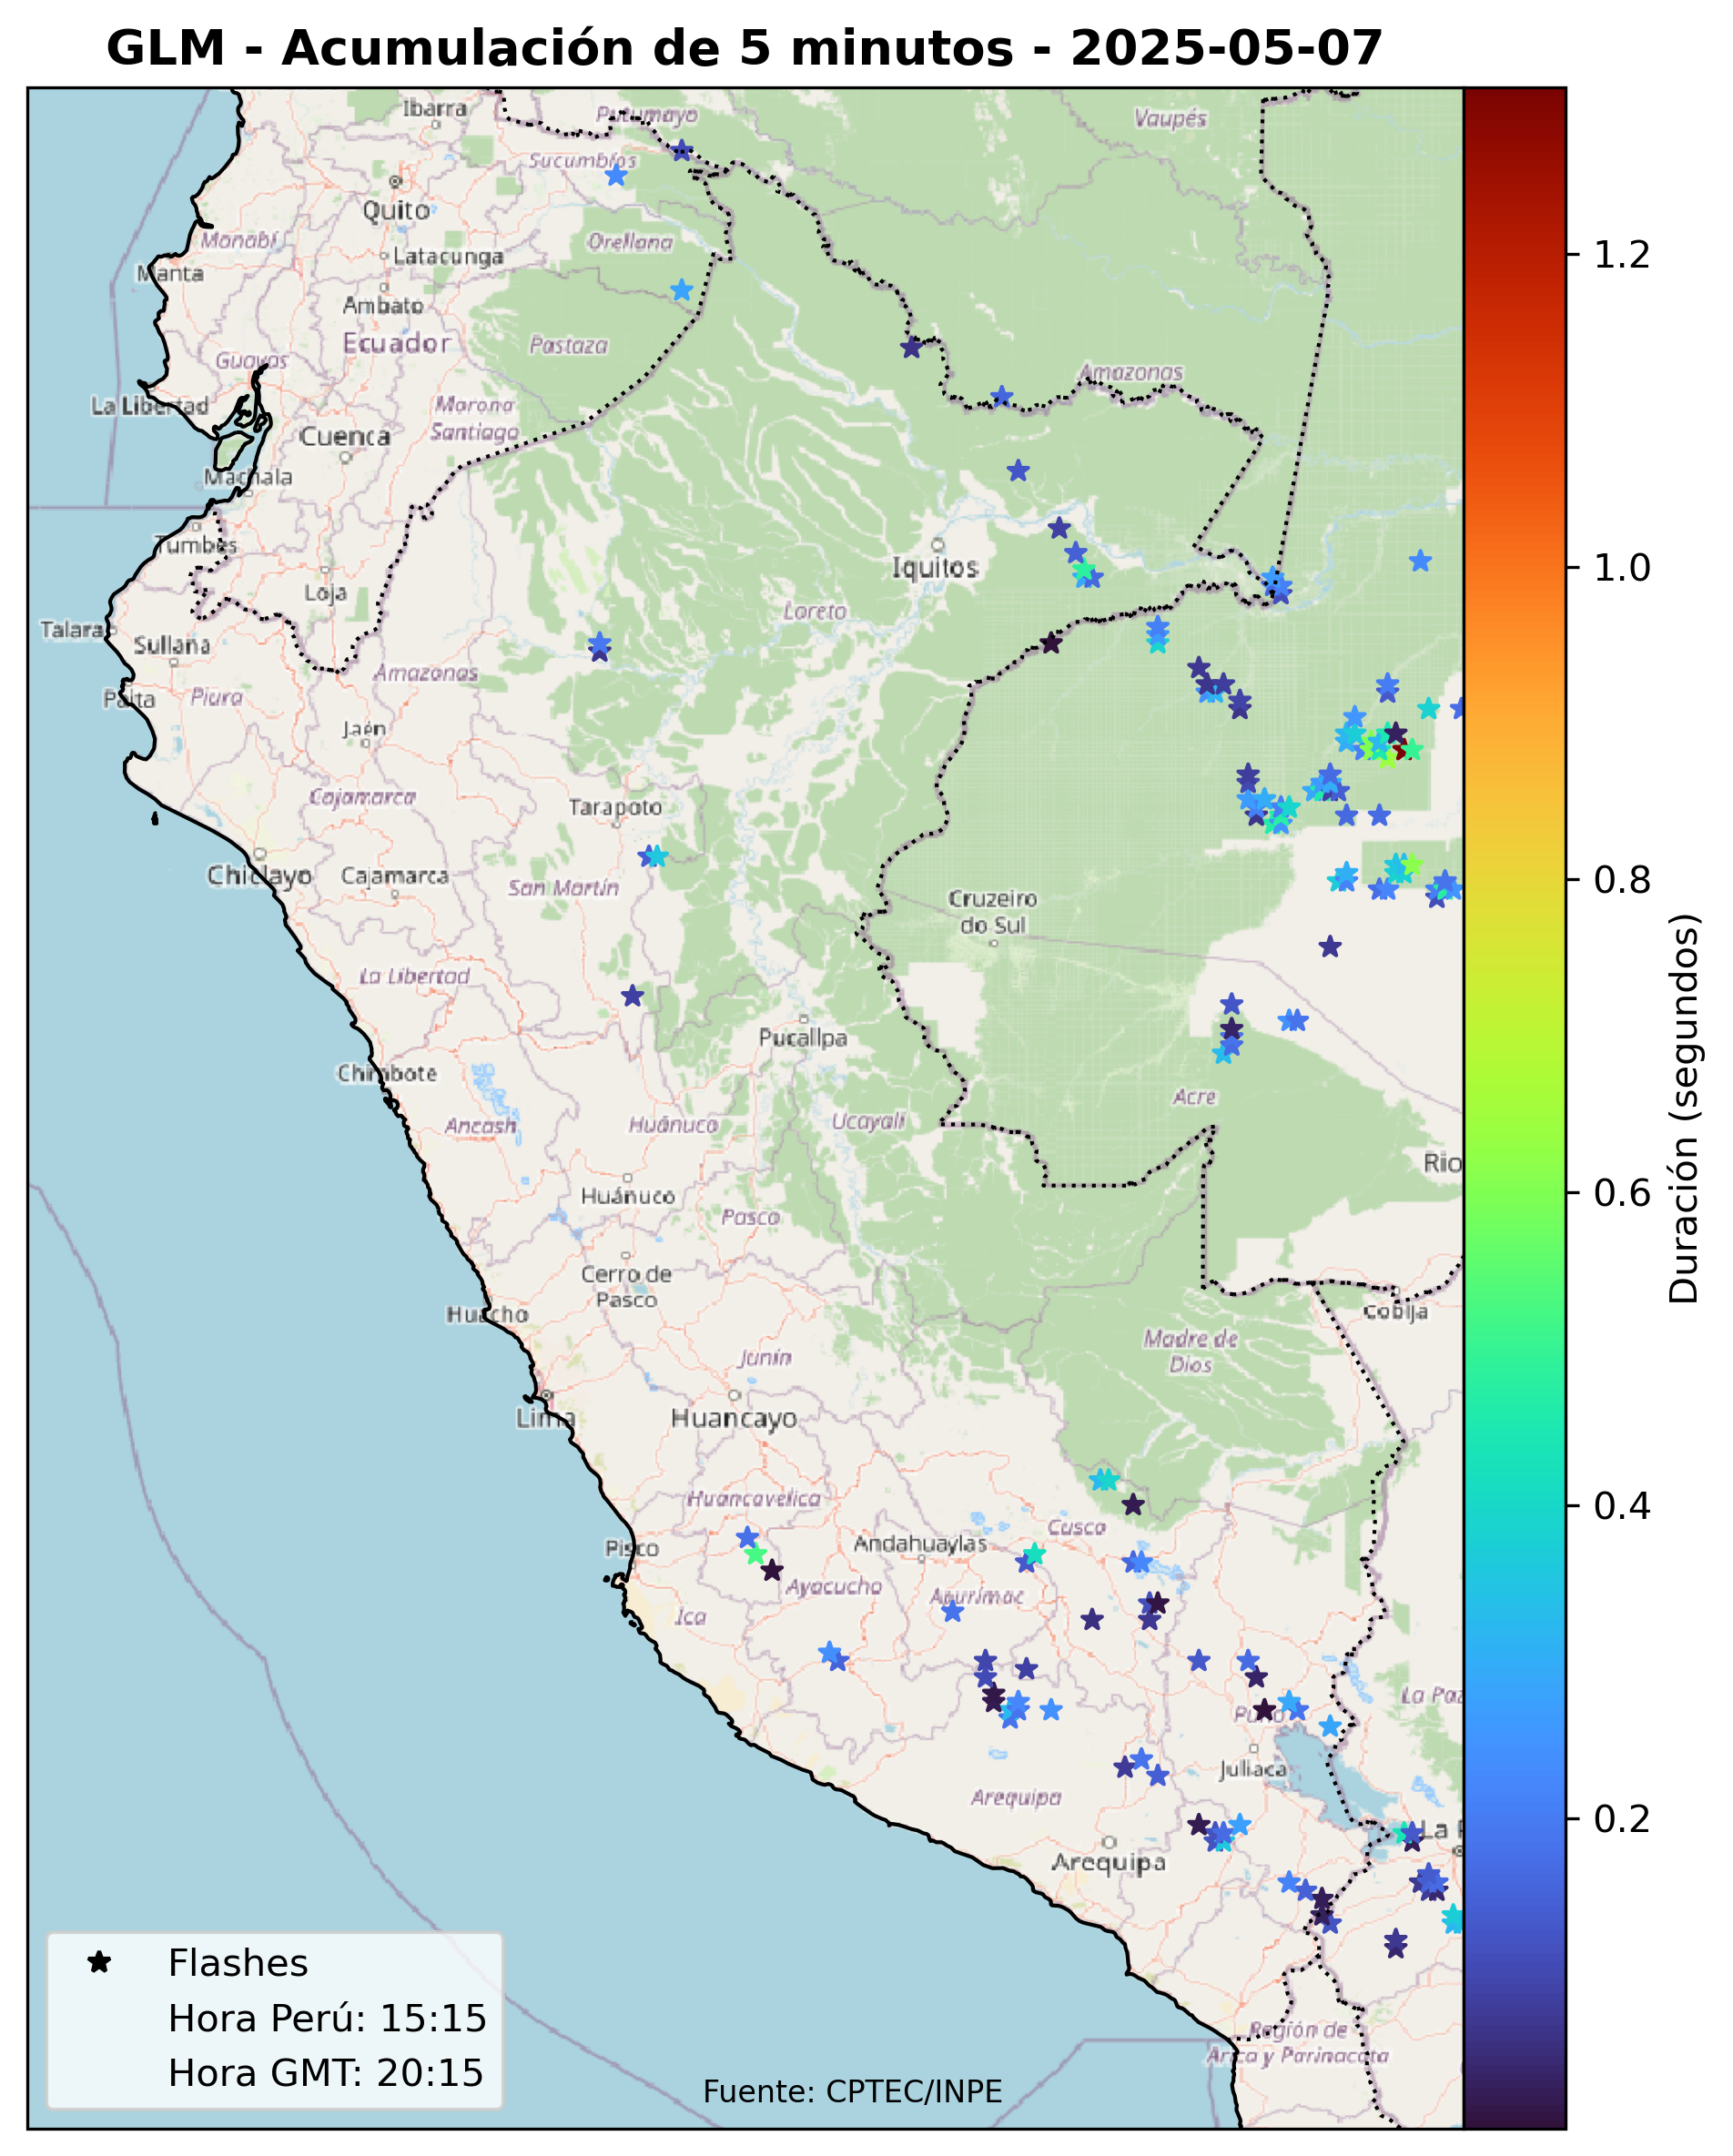 GLM - Acumulación de 5 minutos - 2025-05-07
Ibarra
Putumayo
Vaupés
Sucumbíos
Quito
Manabí
Orellana
Latacunga
Manta
Ambato
Ecuador
Pastaza
Guayas
Amazonas
La Libertad
Morona
Santiago
Cuenca
Machala
Tumbes
Iquitos
Loja
Loreto
Talara
Sullana
Amazonas
Paita
Piura
Jaén
Cajamarca
Tarapoto
Chiclayo
Cajamarca
San Martín
Cruzeiro
do Sul
La Libertad
Pucallpa
Chimbote
Acre
Ancash
Huánuco
Ucayali
Rio
Huánuco
Pasco
Cerro de
Pasco
Huacho
Cobija
Madre de
Dios
Junín
Lima
Huancayo
Huancavelica
Cusco
Pisco
Andahuaylas
Ayacucho
Apurímac
Ica
La Paz
Puno
Juliaca
Arequipa
La P
Arequipa
Región de
Arica y Parinacota
Flashes
Hora Perú: 15:15
Hora GMT: 20:15
Fuente: CPTEC/INPE
1.2
1.0
0.8
0.6
0.4
0.2
Duración (segundos)